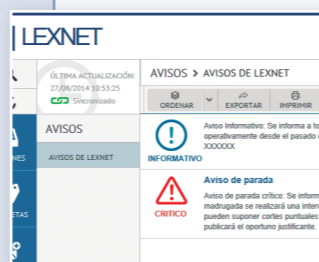 LEXNET
ÚLTIMA ACTUALIZACIÓN:
27/08/2014 10:53:25
Sincronizado
AVISOS > AVISOS DE LEXNET
ORDENAR
EXPORTAR
IMPRIMIR
AVISOS
AVISOS DE LEXNET
NES
ETAS
INFORMATIVO
Aviso Informativo: Se informa a to
operativamente desde el pasado
XXXXXX
CRITICO
Aviso de parada
Aviso de parada crítico: Se inform
madrugada se realizará una inter
pueden suponer cortes puntuales
publicará el oportuno justificante.